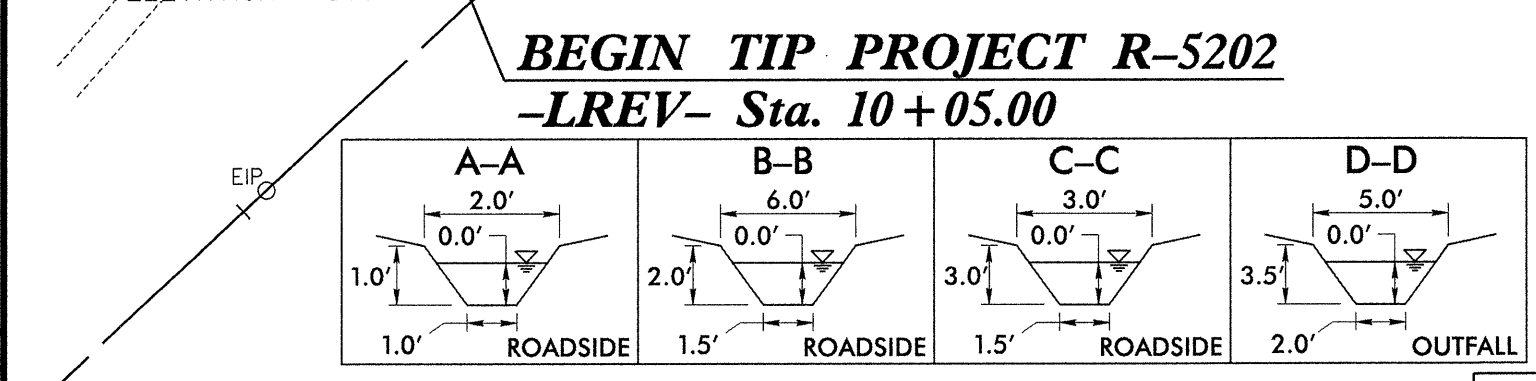 BEGIN TIP PROJECT R-5202
-LREV- Sta. 10+05.00
EIP
A-A
2.0'
0.0'
1.0'
1.0'
ROADSIDE
B-B
6.0'
0.0'
2.0'
1.5'
ROADSIDE
C-C
3.0'
0.0'
3.0'
1.5'
ROADSIDE
D-D
5.0'
0.0'
3.5'
2.0'
OUTFALL